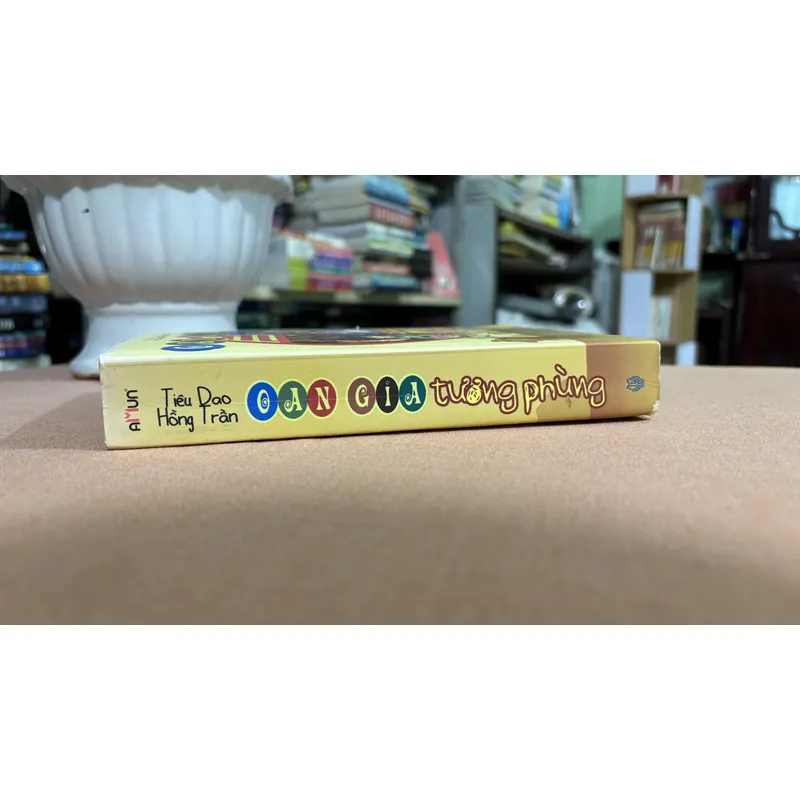 AMun
Tiêu Dao
Hồng Trần
OAN GIA tương phùng